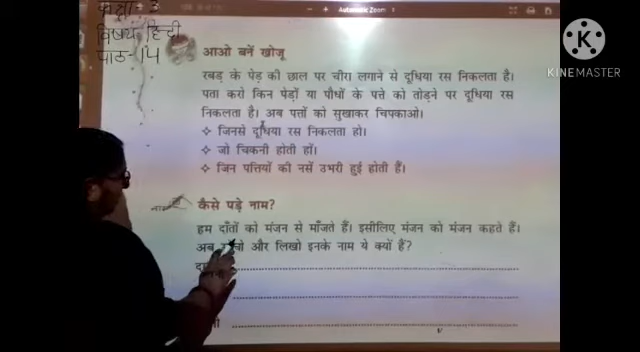 कक्षा - 3
विषय हिन्दी
पाठ-14
Automatic Zoom
KINEMASTER
आओ बनें खोजू
रबड़ के पेड़ की छाल पर चीरा लगाने से दूधिया रस निकलता है।
पता करो किन पेड़ों या पौधों के पत्ते को तोड़ने पर दूधिया रस
निकलता है। अब पत्तों को सुखाकर चिपकाओ।
✧ जिनसे दूधिया रस निकलता हो।
✧ जो चिकनी होती हों।
✧ जिन पत्तियों की नसें उभरी हुई होती हैं।
कैसे पड़े नाम?
हम दाँतों को मंजन से माँजते हैं। इसीलिए मंजन को मंजन कहते हैं।
अब और लिखो इनके नाम ये क्यों हैं?